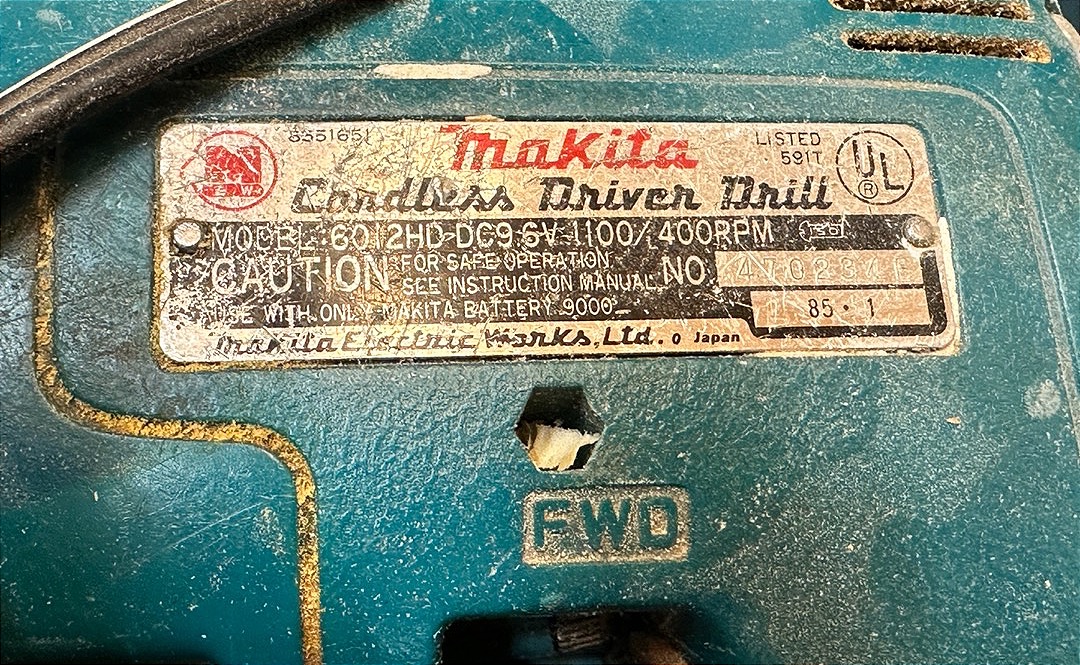 8351651
Makita
LISTED
591T
UL
®
M.E.W.
Cordless Driver Drill
MODEL 6012HD-DC9.6V-1100/400RPM
CAUTION FOR SAFE OPERATION
SEE INSTRUCTION MANUAL.
NO.
USE WITH ONLY MAKITA BATTERY 9000
85・1
Makita Electric Works, Ltd. O Japan
FWD